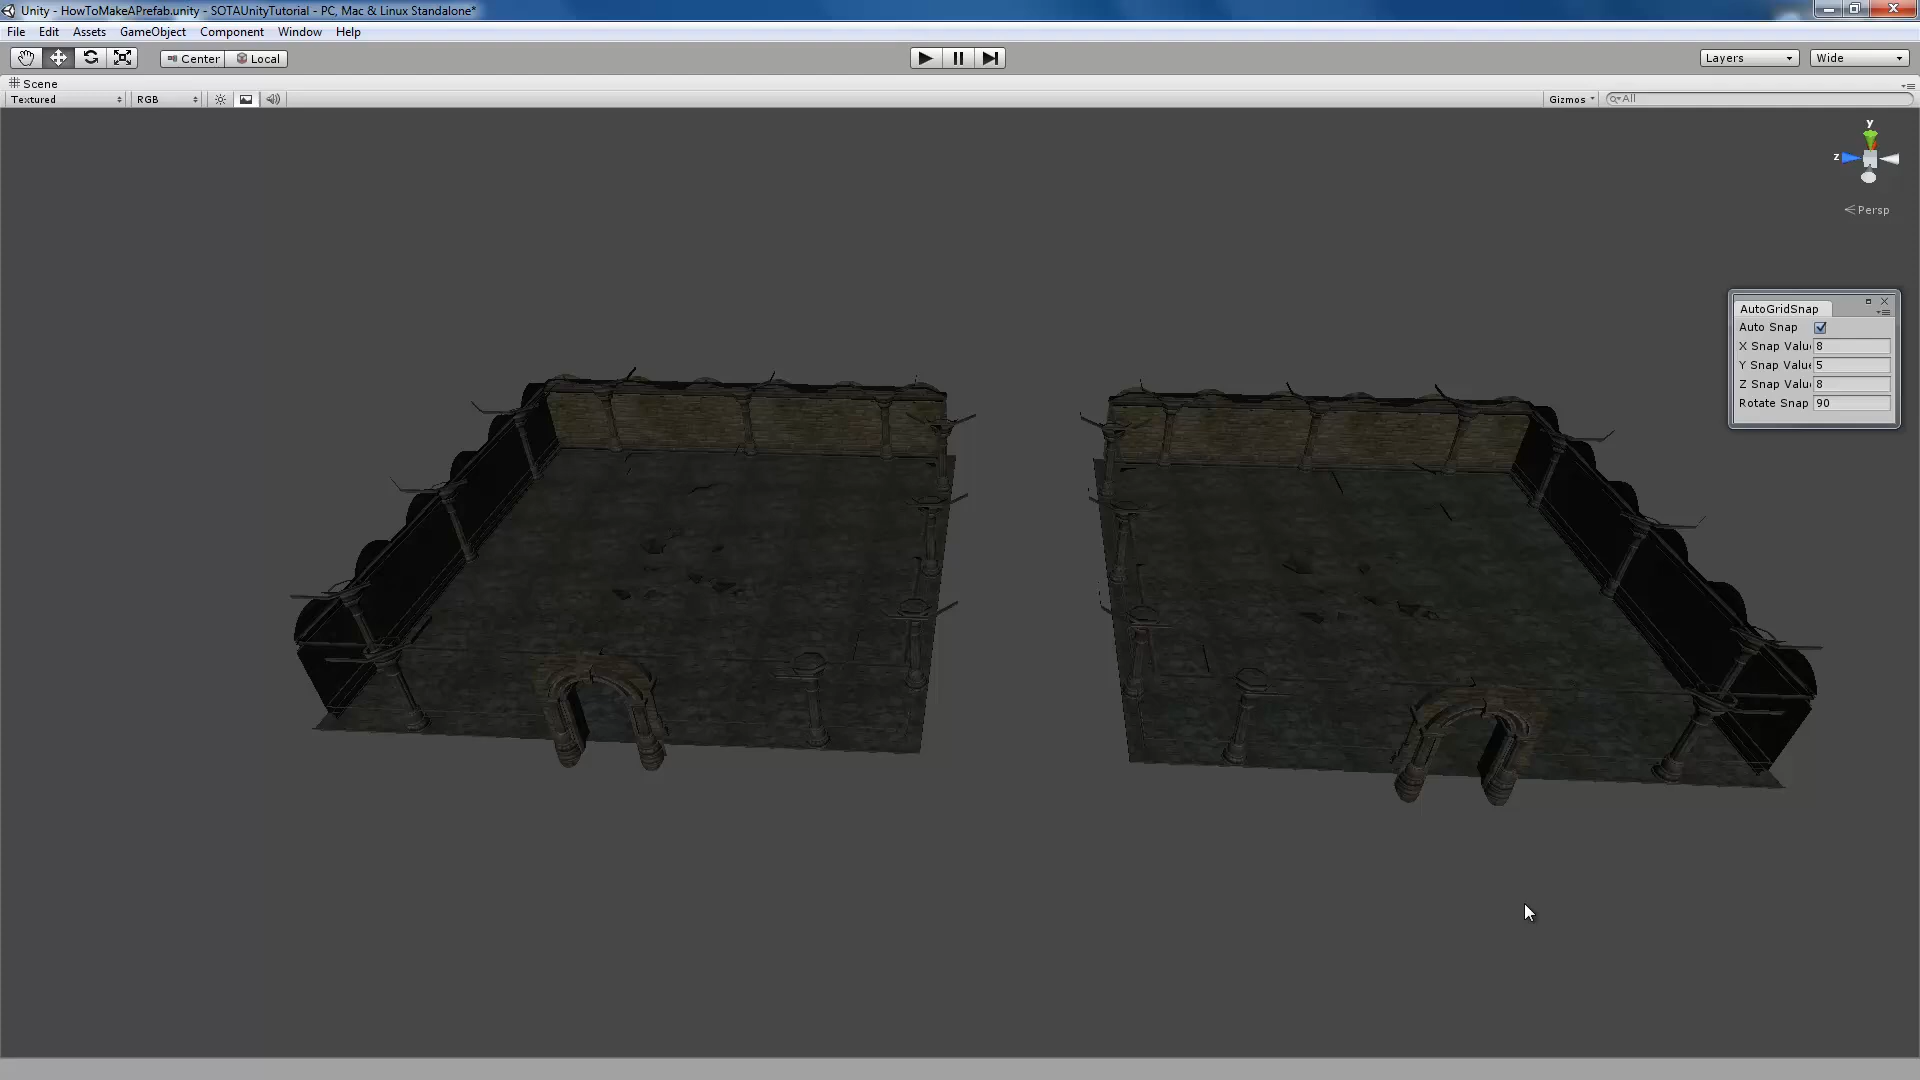 Unity - HowToMakeAPrefab.unity - SOTAUnityTutorial - PC, Mac & Linux Standalone*
File Edit Assets GameObject Component Window Help
Center Local Layers Wide
Scene
Textured RGB Gizmos All
y
z
Persp
AutoGridSnap
Auto Snap
X Snap Valu 8
Y Snap Valu 5
Z Snap Valu 8
Rotate Snap 90